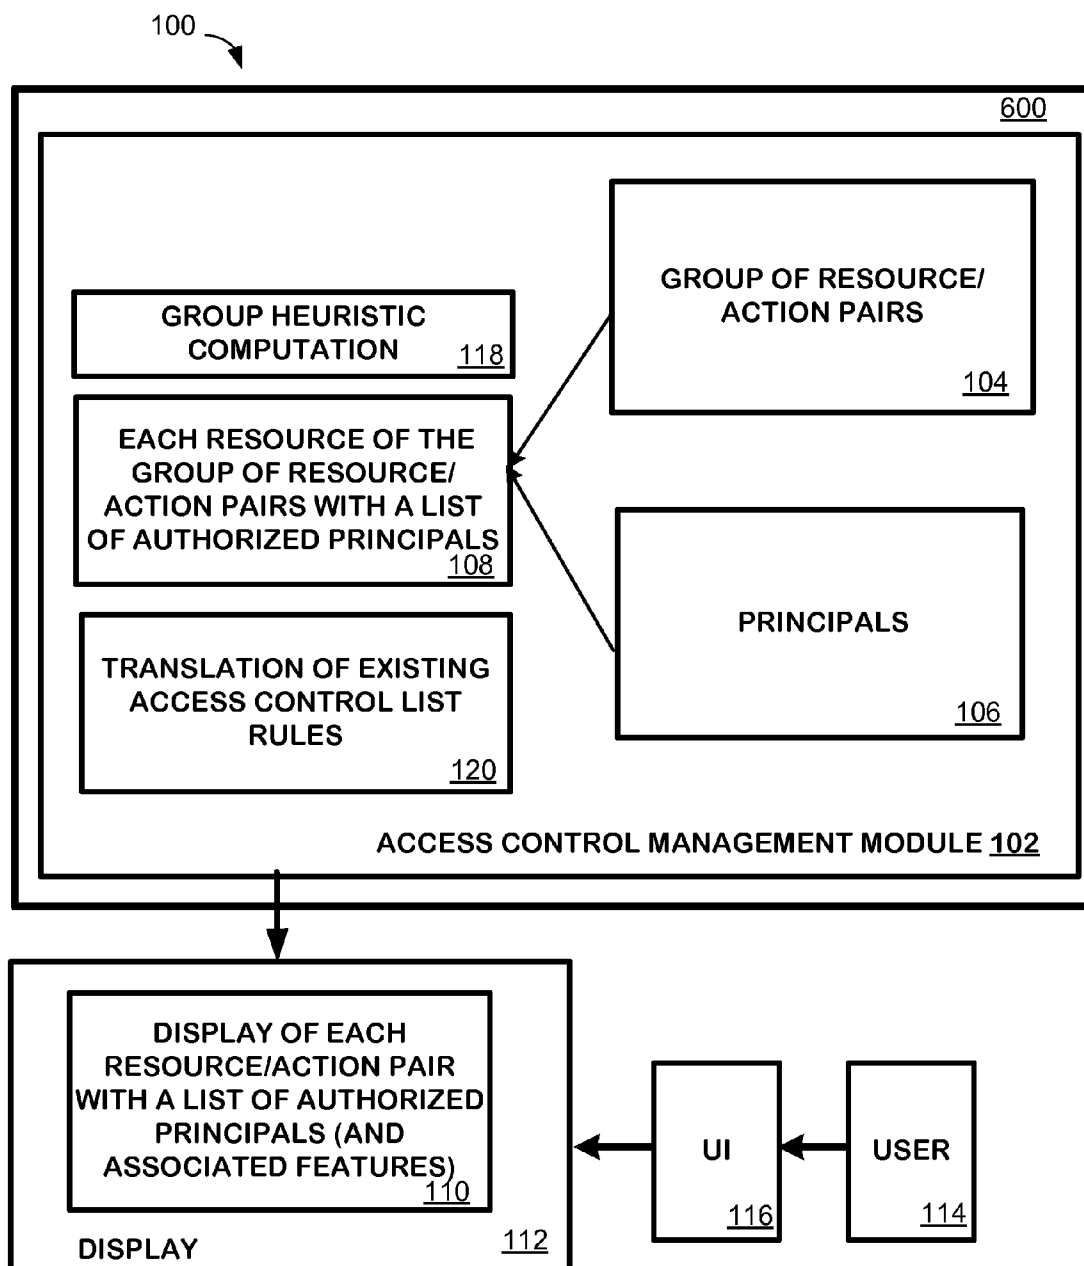 100
600
GROUP OF RESOURCE/
ACTION PAIRS
104
GROUP HEURISTIC
COMPUTATION
118
EACH RESOURCE OF THE
GROUP OF RESOURCE/
ACTION PAIRS WITH A LIST
OF AUTHORIZED PRINCIPALS
108
PRINCIPALS
106
TRANSLATION OF EXISTING
ACCESS CONTROL LIST
RULES
120
ACCESS CONTROL MANAGEMENT MODULE 102
DISPLAY OF EACH
RESOURCE/ACTION PAIR
WITH A LIST OF AUTHORIZED
PRINCIPALS (AND
ASSOCIATED FEATURES)
110
DISPLAY
112
UI
116
USER
114